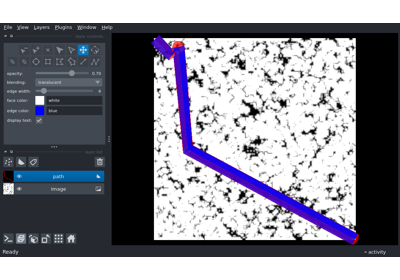 File View Layers Plugins Window Help
opacity: 0.70
blending: translucent
edge width:
face color: white
edge color: blue
display text:
path
Image
Ready
activity